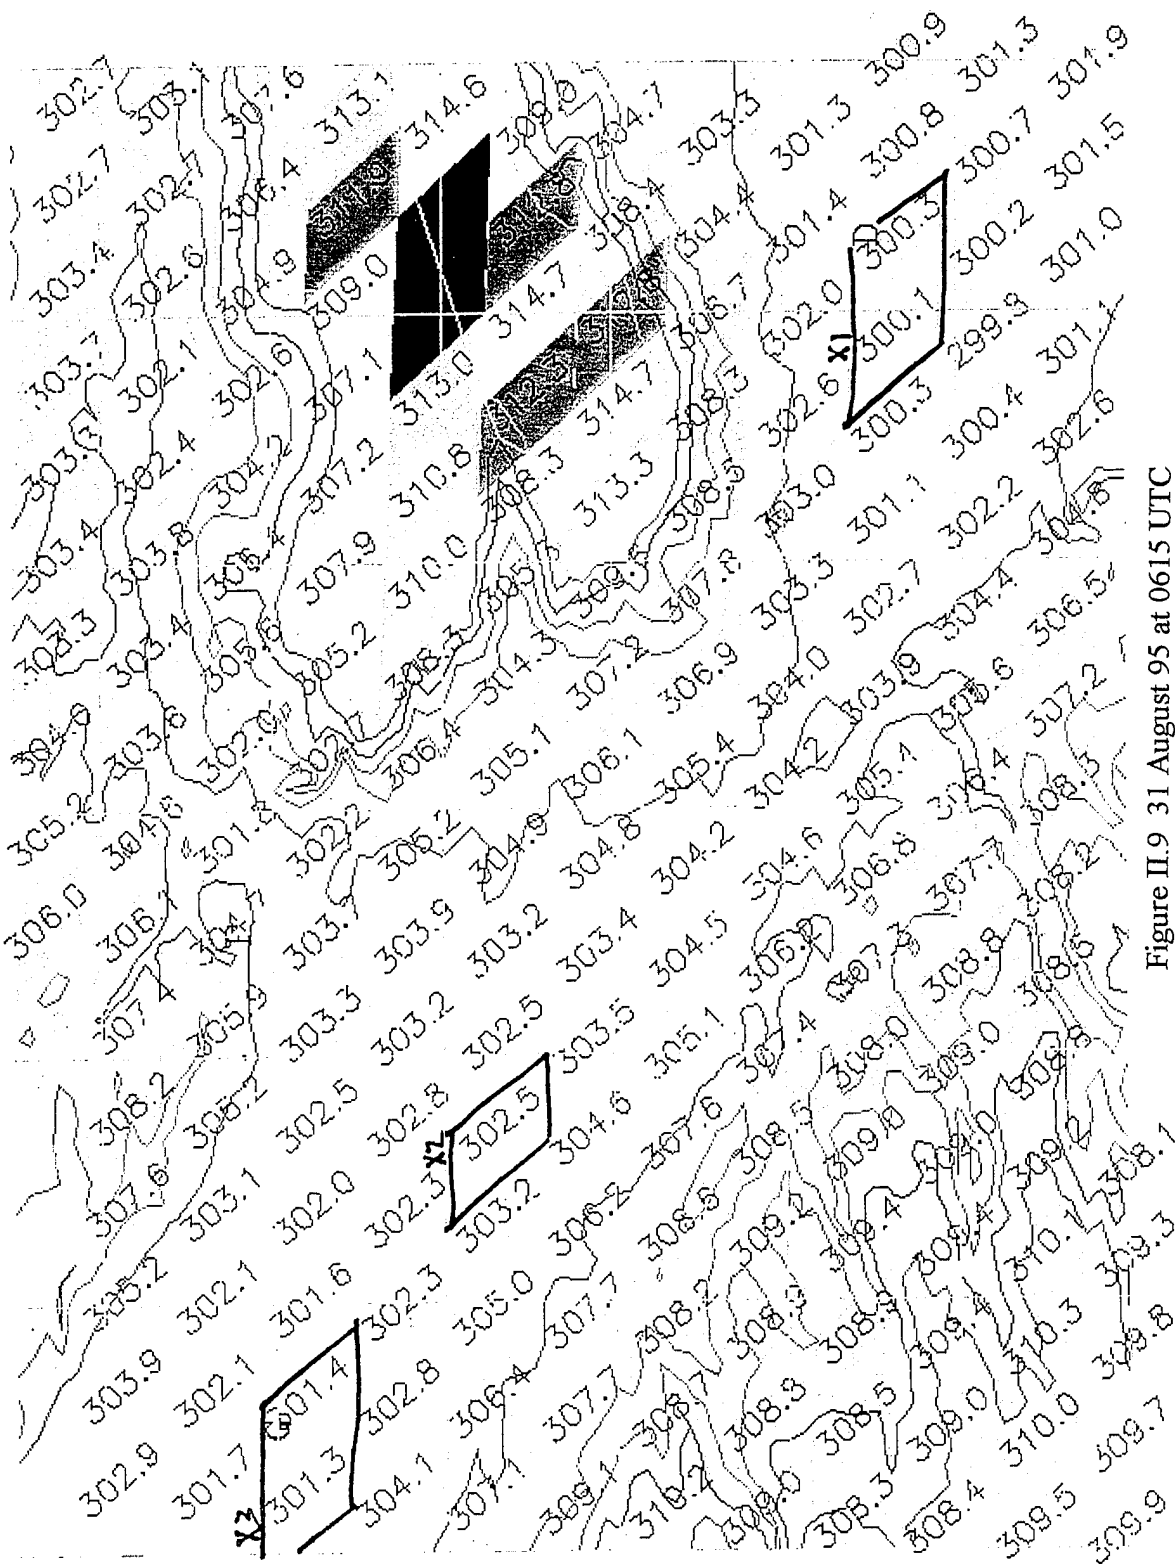 306.0 305.2 303.3 303.4 303.4 302.7
302.9 303.9 305.2 307.6 308.2 307.4 306.1 304.6 303.6 303.4 303.8 302.4 302.1 302.6 302.7 303.1
X3
301.7 302.1 302.1 303.1 305.2 305.9 302.0 306.4 304.2 302.6 304.9 306.4 307.6
301.3 301.4 301.6 302.0 302.5 303.3 302.2 305.2 307.9 307.2 307.1 309.0 313.1
X2
304.1 302.8 302.3 302.3 302.8 303.2 303.9 305.2 306.4 308.3 310.0 310.8 313.0 314.6
307.1 306.4 305.0 303.2 302.5 302.5 303.2 304.9 305.1 304.3 308.3 314.7 309.0
309.1 307.7 307.7 306.2 304.6 303.5 303.4 304.8 306.1 307.2 313.3 314.7 304.7
310.2 308.7 308.2 307.6 305.1 304.5 304.2 305.4 306.9 307.8 308.5 308.3 306.7 304.4 303.3
X1
309.0 308.8 309.2 308.5 307.4 306.2 304.6 304.2 304.0 303.3 303.0 302.6 302.0 301.4 301.3
308.3 308.5 309.4 309.0 308.0 307.3 306.8 305.4 303.9 302.7 301.1 300.3 300.1 300.3 300.8 300.9
308.4 309.0 309.4 309.4 309.0 309.0 308.8 307.7 306.4 305.6 304.4 302.2 300.4 299.9 300.2 300.7 301.3
309.5 310.0 310.3 310.1 309.2 308.5 308.6 308.2 308.3 307.2 306.5 304.6 302.6 301.0 301.5 301.9
309.9 309.7 309.8 309.3 308.1
Figure II.9 31 August 95 at 0615 UTC